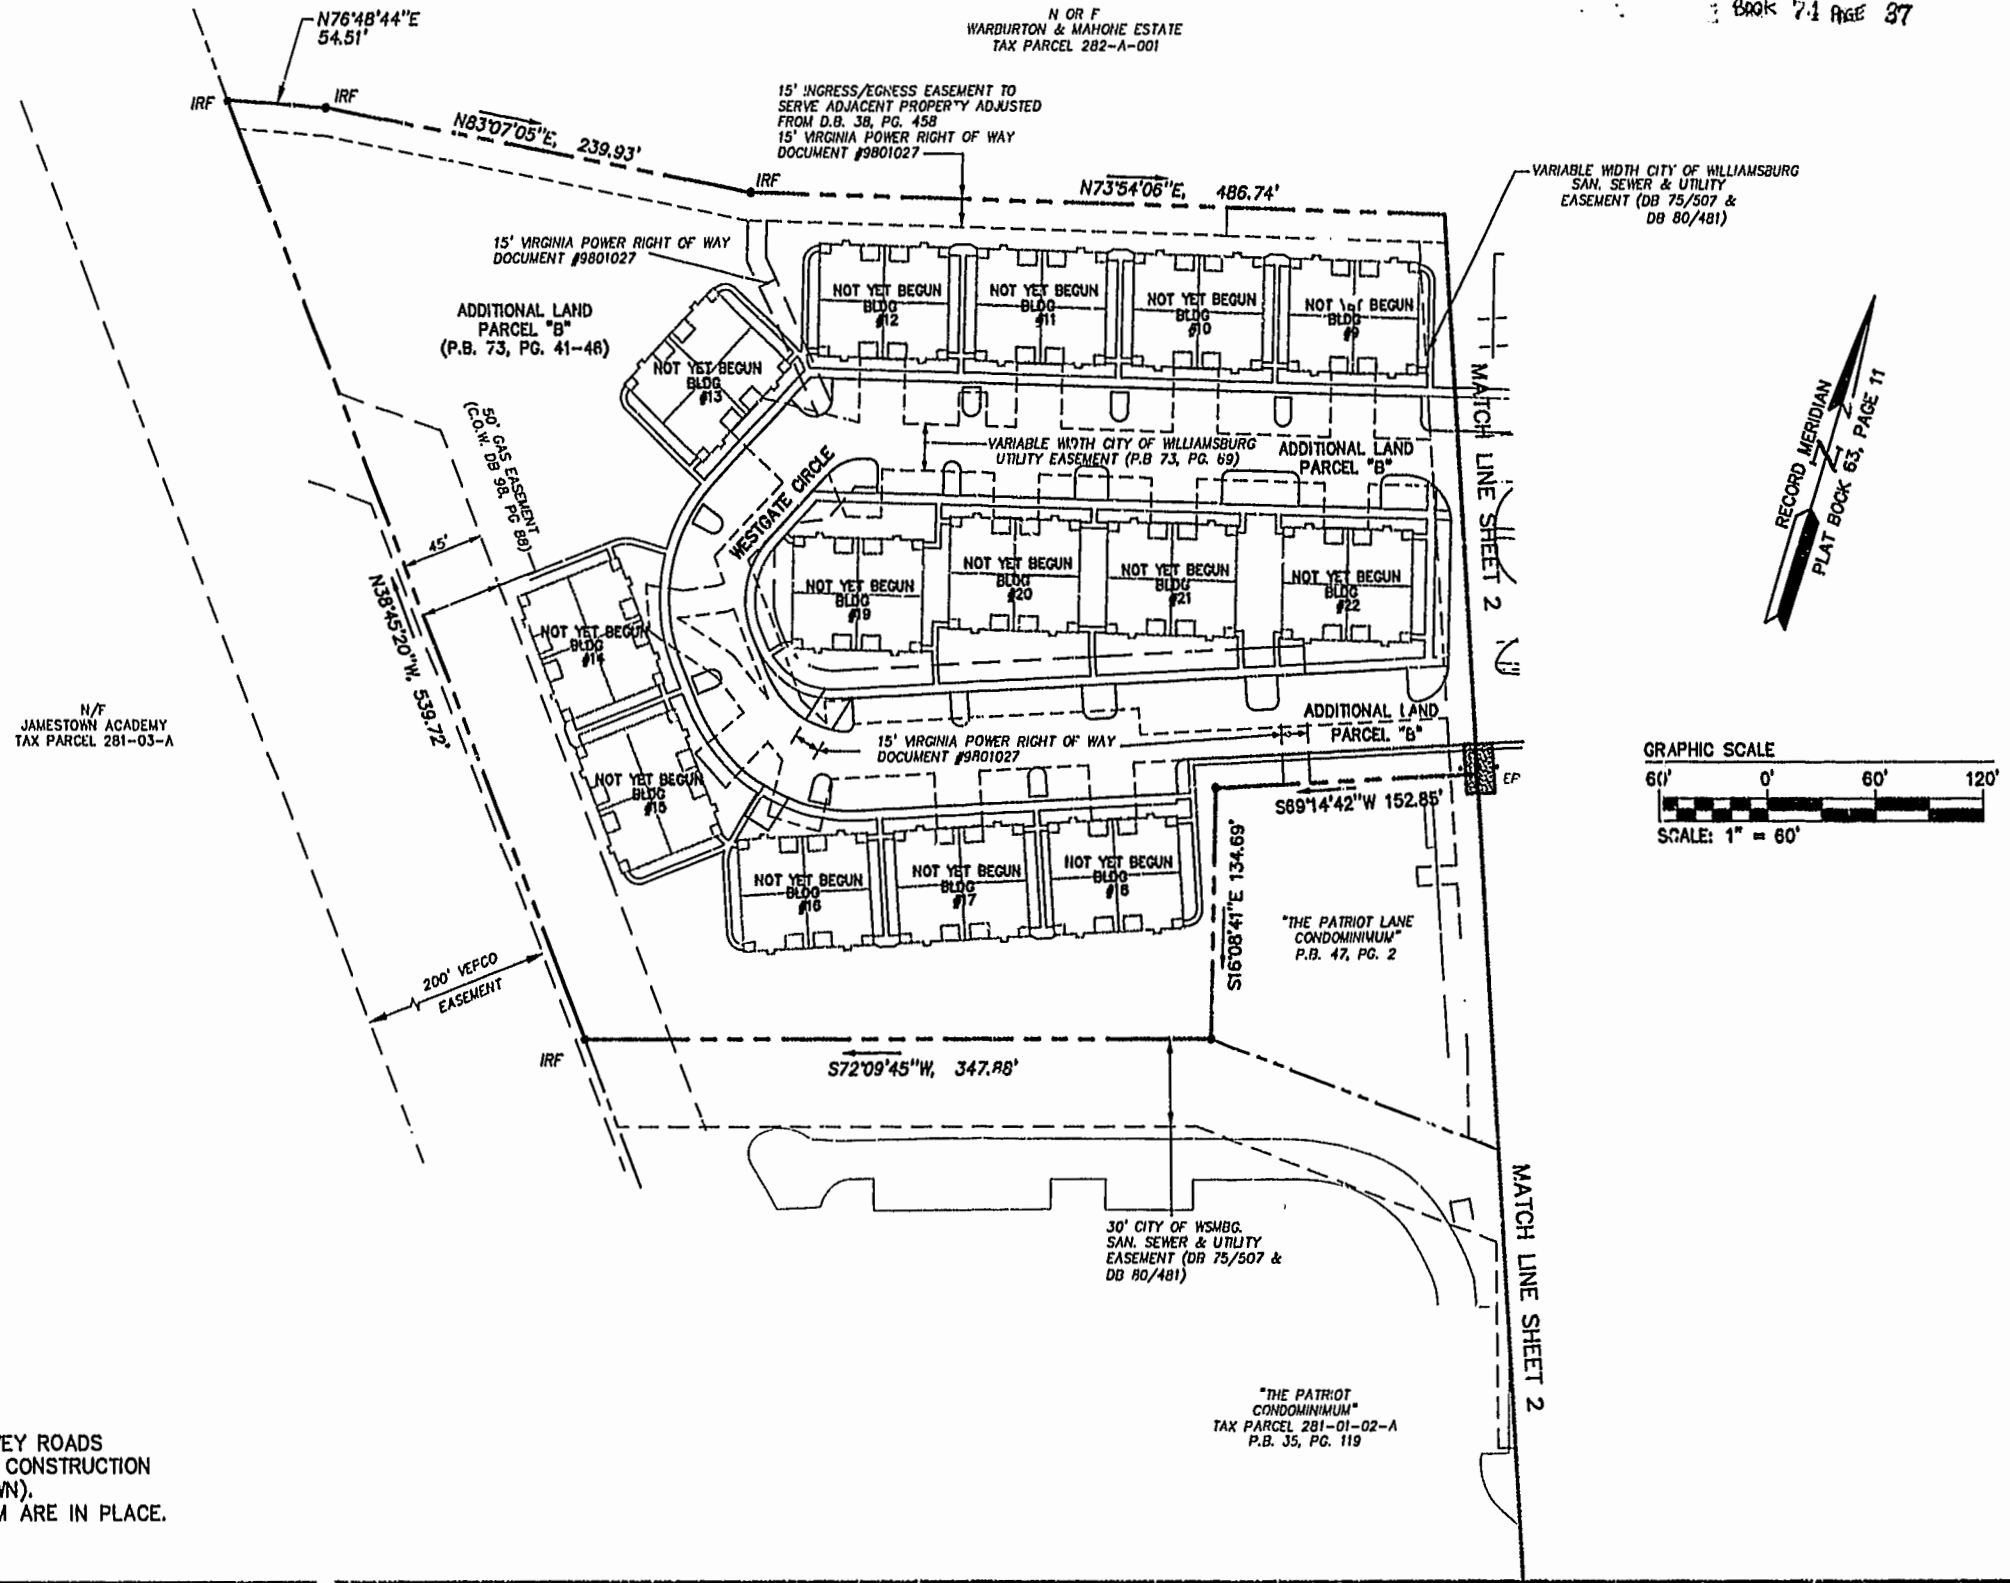 BOOK 71 PAGE 37
N76°48'44"E
54.51'
N OR F
WARBURTON & MAHONE ESTATE
TAX PARCEL 282-A-001
IRF
IRF
N83°07'05"E, 239.93'
15' INGRESS/EGRESS EASEMENT TO
SERVE ADJACENT PROPERTY ADJUSTED
FROM D.B. 38, PG. 458
15' VIRGINIA POWER RIGHT OF WAY
DOCUMENT #9801027
IRF
N73°54'06"E, 486.74'
VARIABLE WIDTH CITY OF WILLIAMSBURG
SAN. SEWER & UTILITY
EASEMENT (DB 75/507 &
DB 80/481)
15' VIRGINIA POWER RIGHT OF WAY
DOCUMENT #9801027
ADDITIONAL LAND
PARCEL "B"
(P.B. 73, PG. 41-46)
NOT YET BEGUN
BLDG
#12
NOT YET BEGUN
BLDG
#11
NOT YET BEGUN
BLDG
#10
NOT YET BEGUN
BLDG
#9
NOT YET BEGUN
BLDG
#13
MATCH LINE SHEET 2
RECORD MERIDIAN
PLAT BOOK 63, PAGE 11
50' GAS EASEMENT
(C.O.W. DB 98, PG 88)
VARIABLE WIDTH CITY OF WILLIAMSBURG
UTILITY EASEMENT (P.B 73, PG. 69)
ADDITIONAL LAND
PARCEL "B"
WESTGATE CIRCLE
45'
N38°45'20"W, 539.72'
NOT YET BEGUN
BLDG
#19
NOT YET BEGUN
BLDG
#20
NOT YET BEGUN
BLDG
#21
NOT YET BEGUN
BLDG
#22
NOT YET BEGUN
BLDG
#14
N/F
JAMESTOWN ACADEMY
TAX PARCEL 281-03-A
ADDITIONAL LAND
PARCEL "B"
15' VIRGINIA POWER RIGHT OF WAY
DOCUMENT #9801027
NOT YET BEGUN
BLDG
#15
EP
S69°14'42"W 152.85'
GRAPHIC SCALE
60' 0' 60' 120'
SCALE: 1" = 60'
S16°08'41"E 134.69'
NOT YET BEGUN
BLDG
#16
NOT YET BEGUN
BLDG
#17
NOT YET BEGUN
BLDG
#18
"THE PATRIOT LANE
CONDOMINIMUM"
P.B. 47, PG. 2
200' VEPCO
EASEMENT
IRF
S72°09'45"W, 347.88'
MATCH LINE SHEET 2
30' CITY OF WSMBG.
SAN. SEWER & UTILITY
EASEMENT (DB 75/507 &
DB 80/481)
"THE PATRIOT
CONDOMINIMUM"
TAX PARCEL 281-01-02-A
P.B. 35, PG. 119
EY ROADS
CONSTRUCTION
WN).
M ARE IN PLACE.